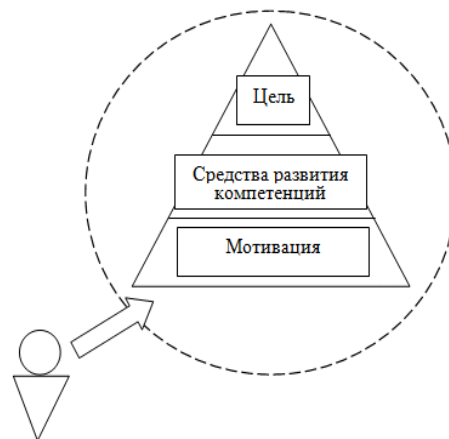 Цель
Средства развития
компетенций
Мотивация